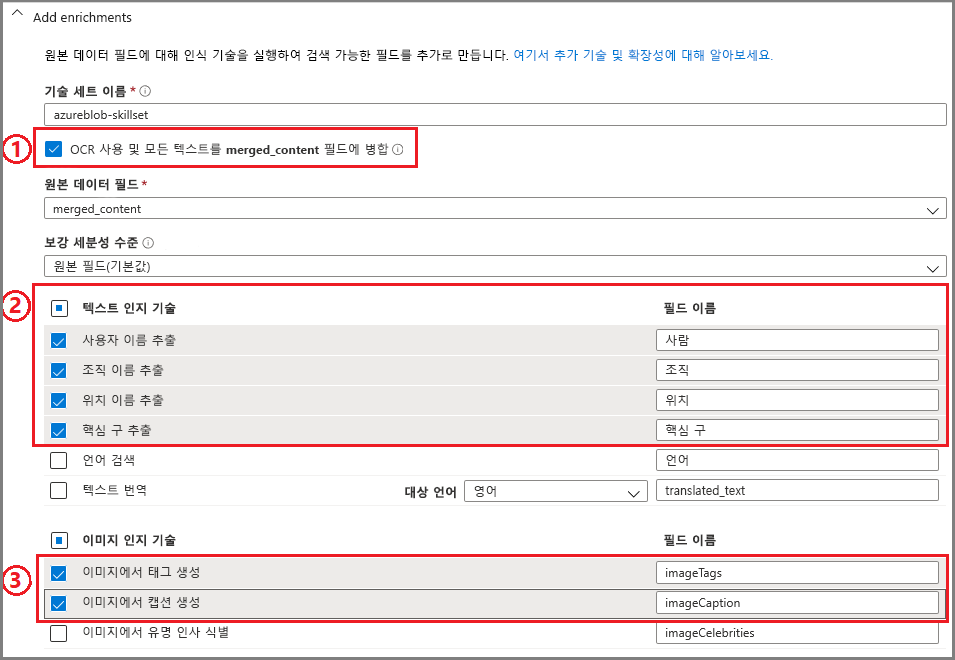 Add enrichments
원본 데이터 필드에 대해 인식 기술을 실행하여 검색 가능한 필드를 추가로 만듭니다. 여기서 추가 기술 및 확장성에 대해 알아보세요.
기술 세트 이름 *
azureblob-skillset
1 OCR 사용 및 모든 텍스트를 merged_content 필드에 병합
원본 데이터 필드 *
merged_content
보강 세분성 수준
원본 필드(기본값)
2 텍스트 인지 기술 필드 이름
사용자 이름 추출 사람
조직 이름 추출 조직
위치 이름 추출 위치
핵심 구 추출 핵심 구
언어 검색 언어
텍스트 번역 대상 언어 영어 translated_text
이미지 인지 기술 필드 이름
3 이미지에서 태그 생성 imageTags
이미지에서 캡션 생성 imageCaption
이미지에서 유명 인사 식별 imageCelebrities